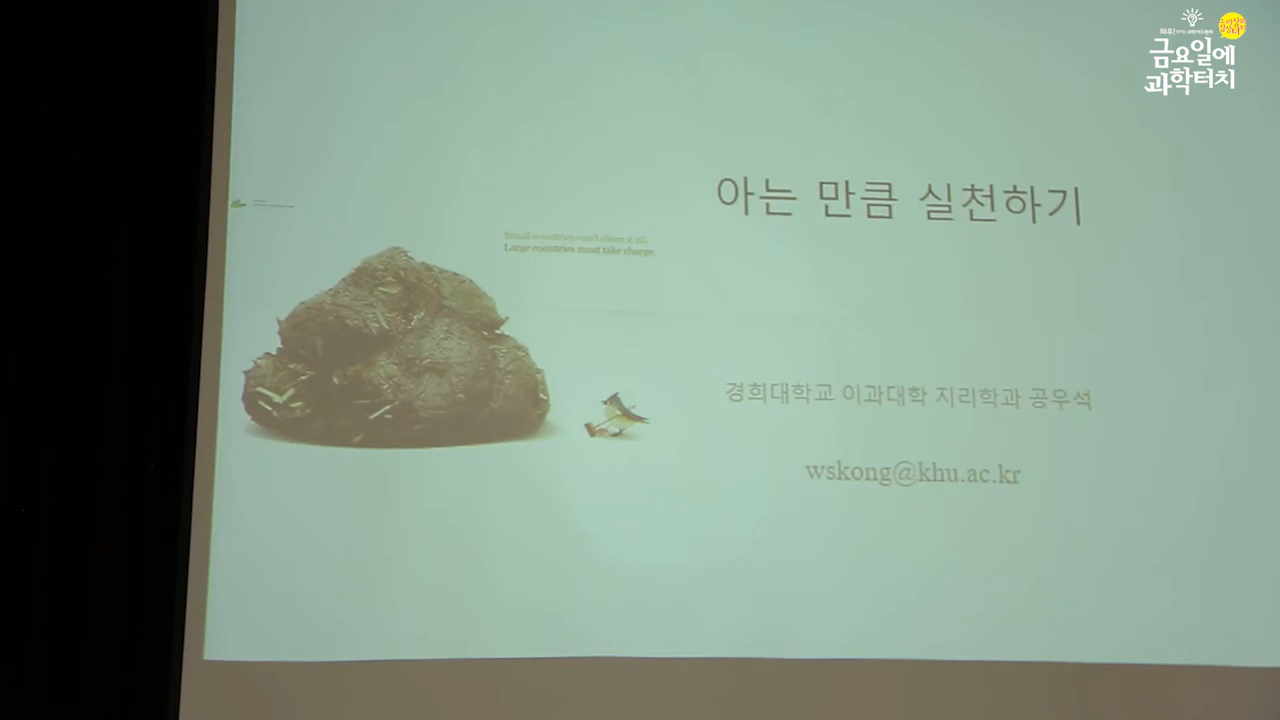 와우!
금요일에
과학터치
아는 만큼 실천하기
Small countries can't clean it all.
Large countries must take charge.
경희대학교 이과대학 지리학과 공우석
wskong@khu.ac.kr